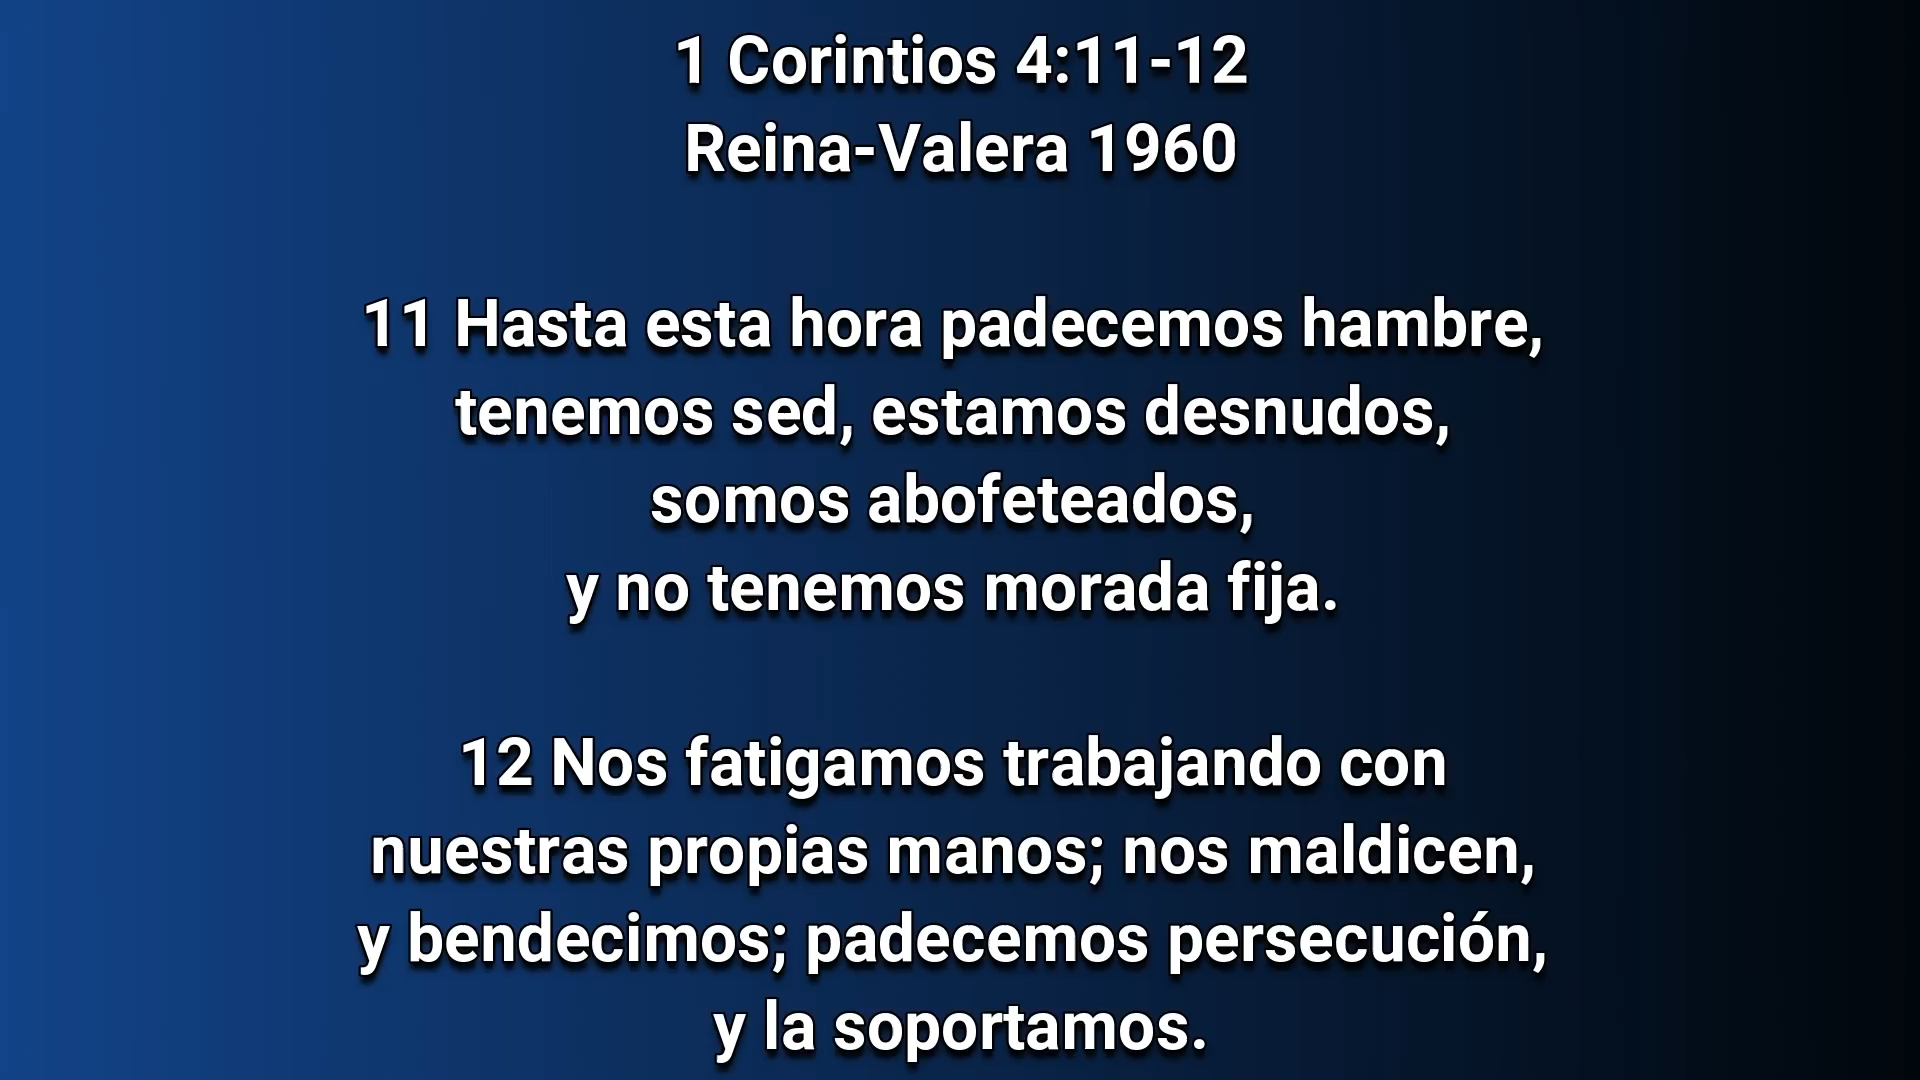 1 Corintios 4:11-12
Reina-Valera 1960
11 Hasta esta hora padecemos hambre,
tenemos sed, estamos desnudos,
somos abofeteados,
y no tenemos morada fija.
12 Nos fatigamos trabajando con
nuestras propias manos; nos maldicen,
y bendecimos; padecemos persecución,
y la soportamos.